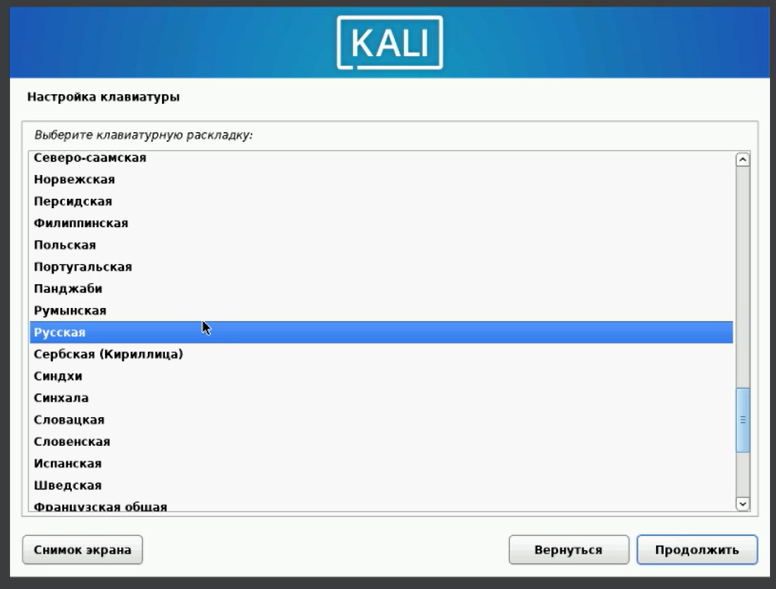 KALI
Настройка клавиатуры
Выберите клавиатурную раскладку:
Северо-саамская
Норвежская
Персидская
Филиппинская
Польская
Португальская
Панджаби
Румынская
Русская
Сербская (Кириллица)
Синдхи
Синхала
Словацкая
Словенская
Испанская
Шведская
Французская общая
Снимок экрана
Вернуться
Продолжить